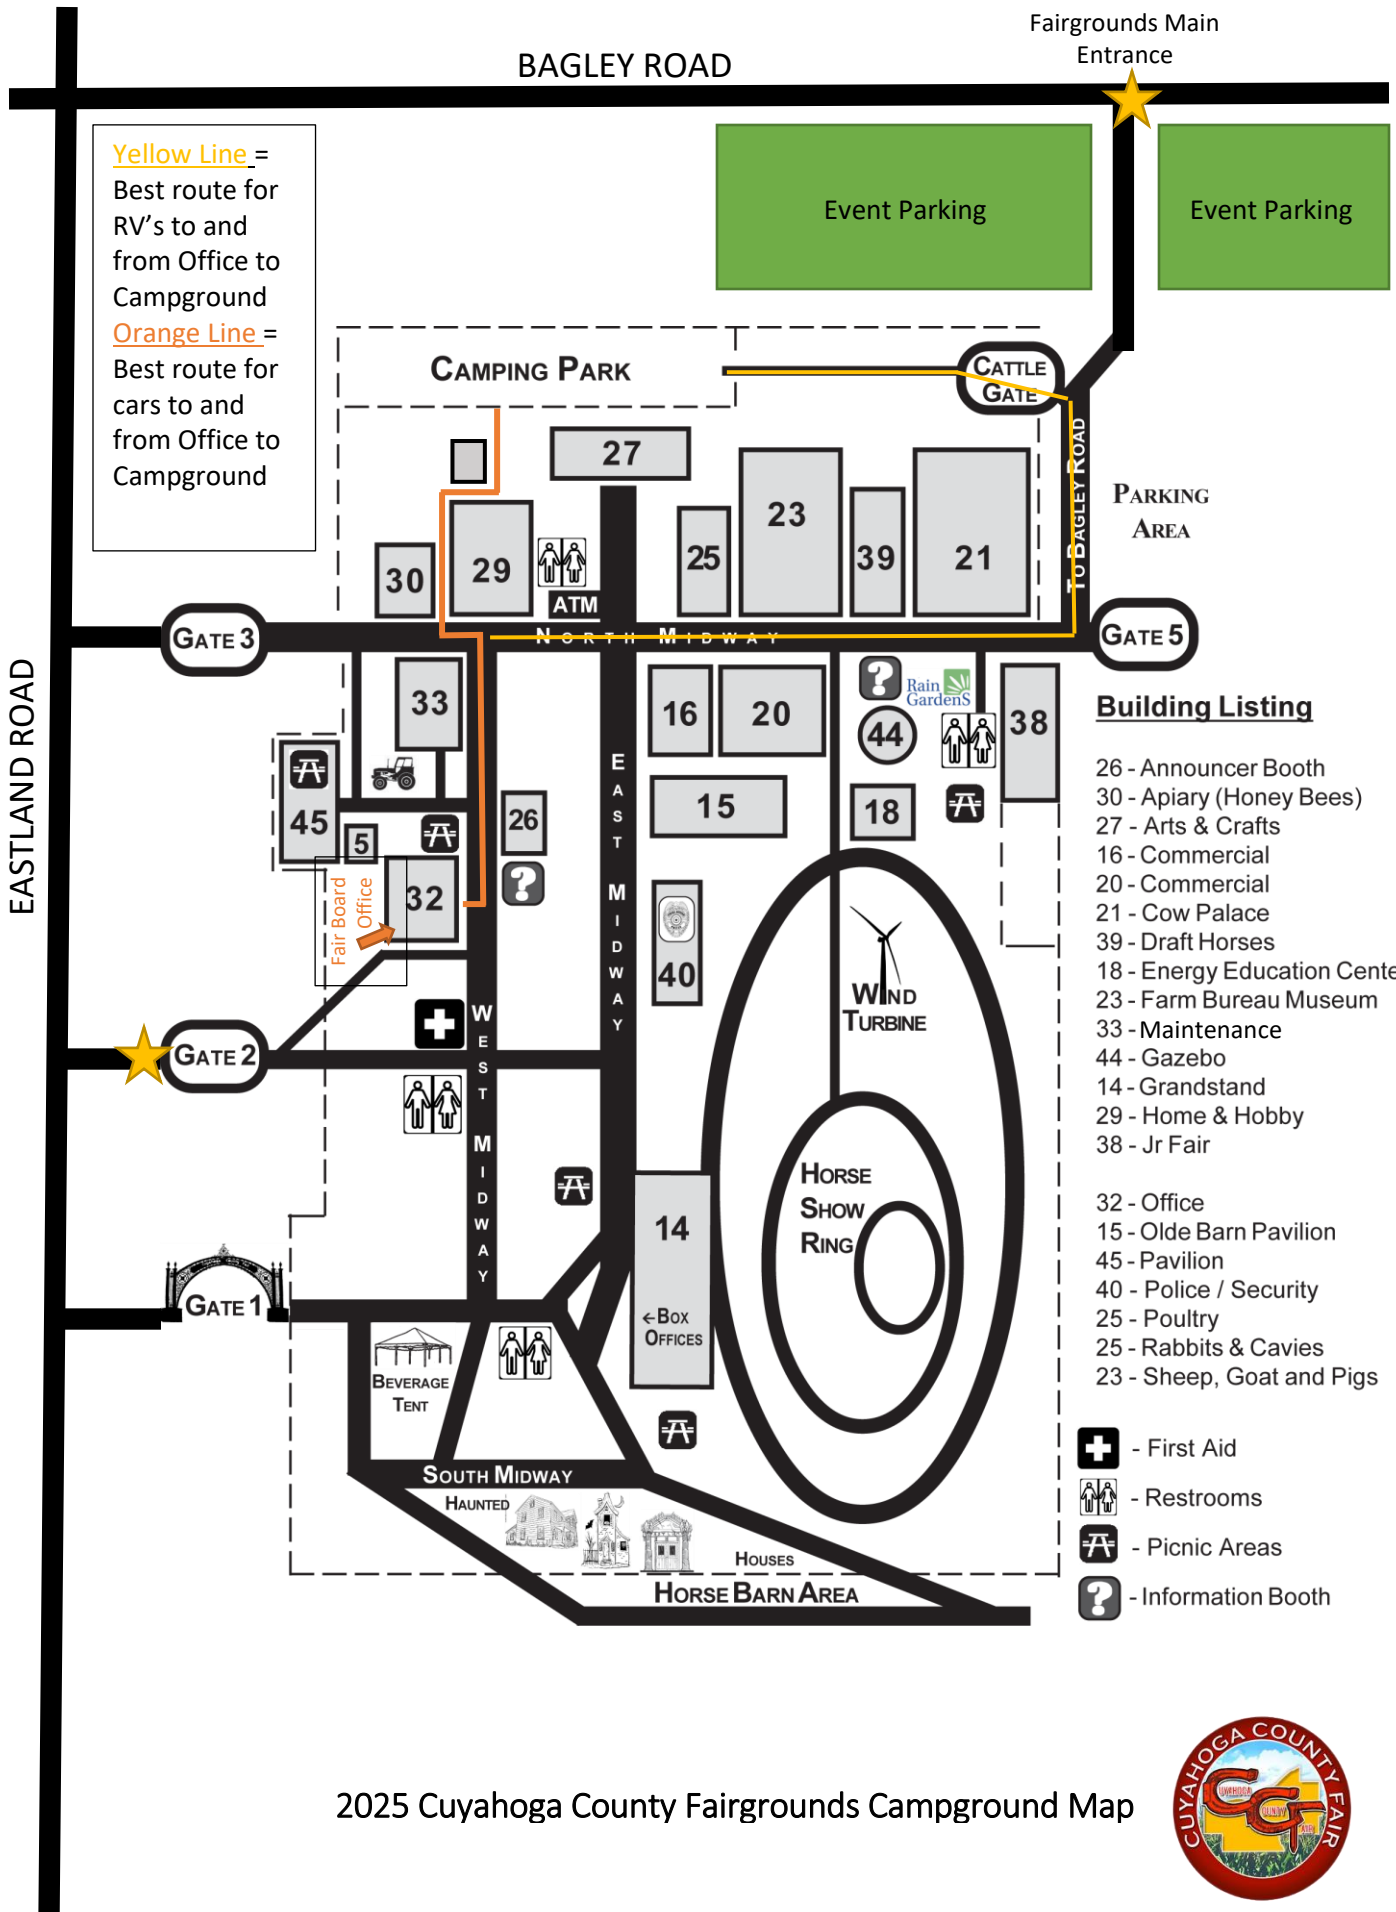 Fairgrounds Main
Entrance
BAGLEY ROAD
Yellow Line =
Best route for
RV's to and
from Office to
Campground
Orange Line =
Best route for
cars to and
from Office to
Campground
Event Parking
Event Parking
CAMPING PARK
CATTLE
GATE
27
23
25
39
21
29
30
ATM
TO BAGLEY ROAD
PARKING
AREA
GATE 3
NORTH MIDWAY
GATE 5
EASTLAND ROAD
33
16
20
Rain
GardenS
44
38
45
5
26
15
18
32
Fair Board
Office
EAST MIDWAY
40
WIND
TURBINE
GATE 2
WEST MIDWAY
HORSE
SHOW
RING
14
←BOX
OFFICES
GATE 1
BEVERAGE
TENT
SOUTH MIDWAY
HAUNTED
HOUSES
HORSE BARN AREA
Building Listing
26 - Announcer Booth
30 - Apiary (Honey Bees)
27 - Arts & Crafts
16 - Commercial
20 - Commercial
21 - Cow Palace
39 - Draft Horses
18 - Energy Education Cente
23 - Farm Bureau Museum
33 - Maintenance
44 - Gazebo
14 - Grandstand
29 - Home & Hobby
38 - Jr Fair
32 - Office
15 - Olde Barn Pavilion
45 - Pavilion
40 - Police / Security
25 - Poultry
25 - Rabbits & Cavies
23 - Sheep, Goat and Pigs
- First Aid
- Restrooms
- Picnic Areas
- Information Booth
2025 Cuyahoga County Fairgrounds Campground Map
CUYAHOGA COUNTY FAIR
CUYAHOGA
COUNTY